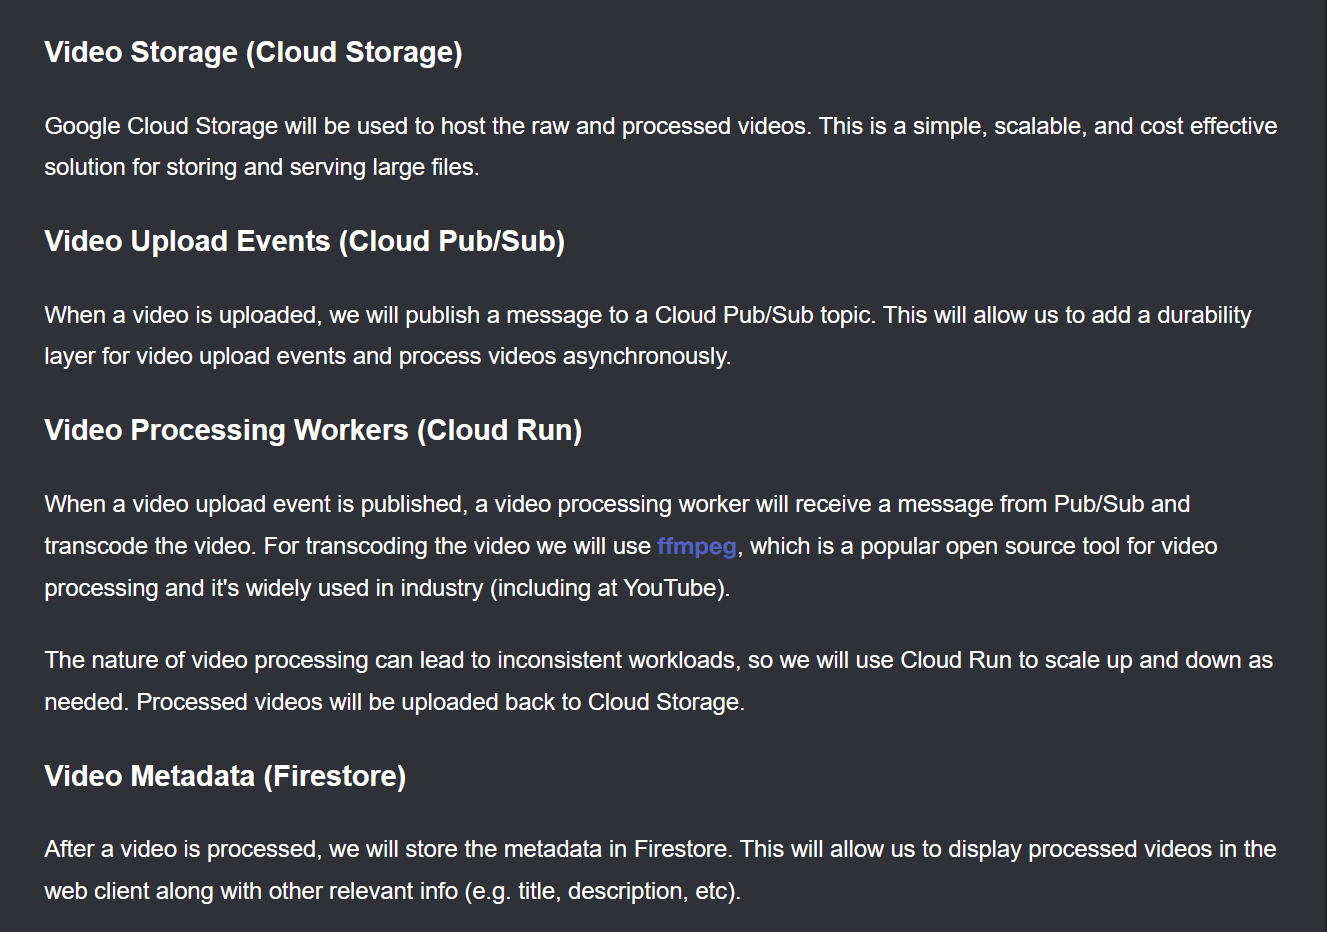 Video Storage (Cloud Storage)
Google Cloud Storage will be used to host the raw and processed videos. This is a simple, scalable, and cost effective
solution for storing and serving large files.
Video Upload Events (Cloud Pub/Sub)
When a video is uploaded, we will publish a message to a Cloud Pub/Sub topic. This will allow us to add a durability
layer for video upload events and process videos asynchronously.
Video Processing Workers (Cloud Run)
When a video upload event is published, a video processing worker will receive a message from Pub/Sub and
transcode the video. For transcoding the video we will use ffmpeg, which is a popular open source tool for video
processing and it's widely used in industry (including at YouTube).
The nature of video processing can lead to inconsistent workloads, so we will use Cloud Run to scale up and down as
needed. Processed videos will be uploaded back to Cloud Storage.
Video Metadata (Firestore)
After a video is processed, we will store the metadata in Firestore. This will allow us to display processed videos in the
web client along with other relevant info (e.g. title, description, etc).